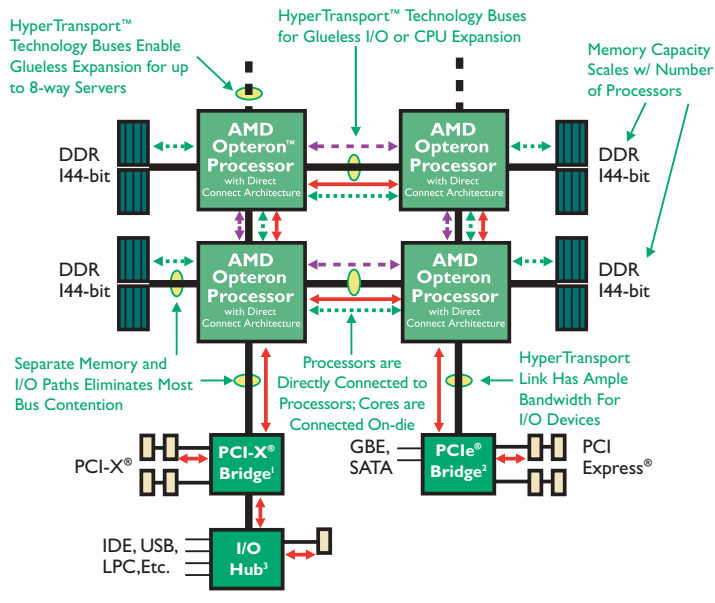 HyperTransport™
Technology Buses Enable
Glueless Expansion for up
to 8-way Servers
HyperTransport™ Technology Buses
for Glueless I/O or CPU Expansion
Memory Capacity
Scales w/ Number
of Processors
DDR
144-bit
AMD
Opteron™
Processor
with Direct
Connect Architecture
AMD
Opteron
Processor
with Direct
Connect Architecture
DDR
144-bit
DDR
144-bit
AMD
Opteron
Processor
with Direct
Connect Architecture
AMD
Opteron
Processor
with Direct
Connect Architecture
DDR
144-bit
Separate Memory and
I/O Paths Eliminates Most
Bus Contention
Processors are
Directly Connected to
Processors; Cores are
Connected On-die
HyperTransport
Link Has Ample
Bandwidth For
I/O Devices
PCI-X®
PCI-X®
Bridge¹
GBE,
SATA
PCIe®
Bridge²
PCI
Express®
IDE, USB,
LPC,Etc.
I/O
Hub³